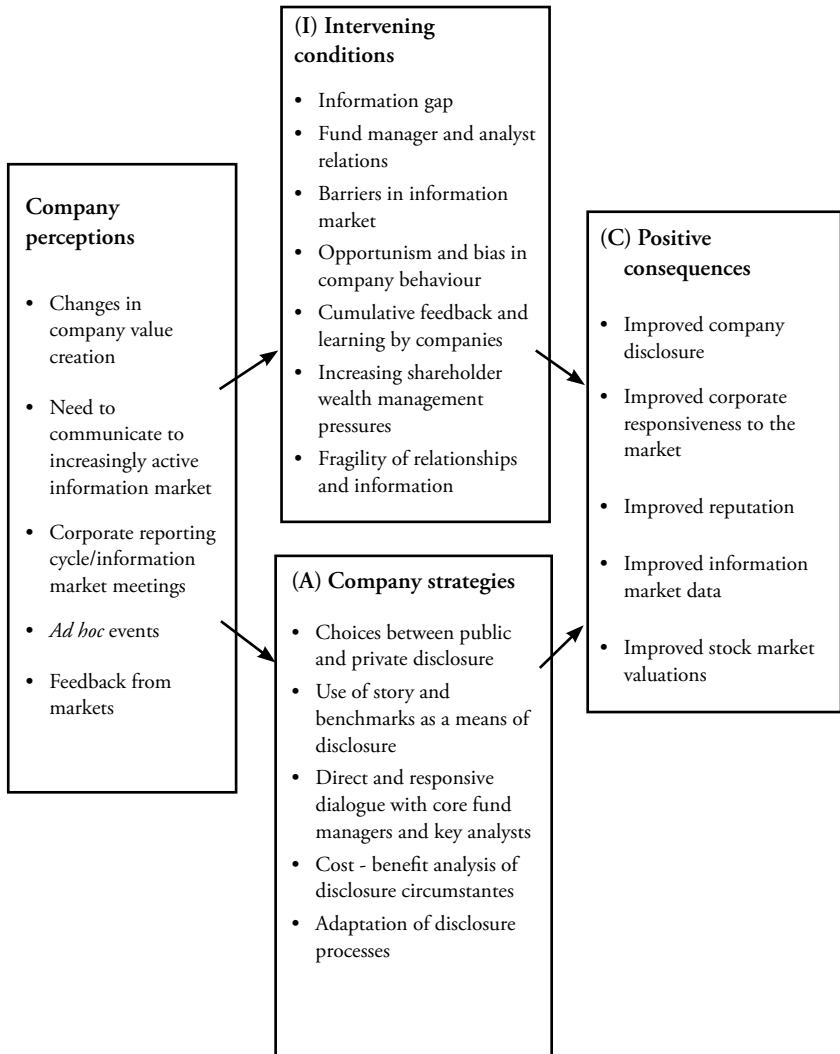 (I) Intervening
conditions
• Information gap
• Fund manager and analyst
relations
• Barriers in information
market
• Opportunism and bias in
company behaviour
• Cumulative feedback and
learning by companies
• Increasing shareholder
wealth management
pressures
• Fragility of relationships
and information
Company
perceptions
• Changes in
company value
creation
• Need to
communicate to
increasingly active
information market
• Corporate reporting
cycle/information
market meetings
• Ad hoc events
• Feedback from
markets
(A) Company strategies
• Choices between public
and private disclosure
• Use of story and
benchmarks as a means of
disclosure
• Direct and responsive
dialogue with core fund
managers and key analysts
• Cost - benefit analysis of
disclosure circumstantes
• Adaptation of disclosure
processes
(C) Positive
consequences
• Improved company
disclosure
• Improved corporate
responsiveness to the
market
• Improved reputation
• Improved information
market data
• Improved stock market
valuations